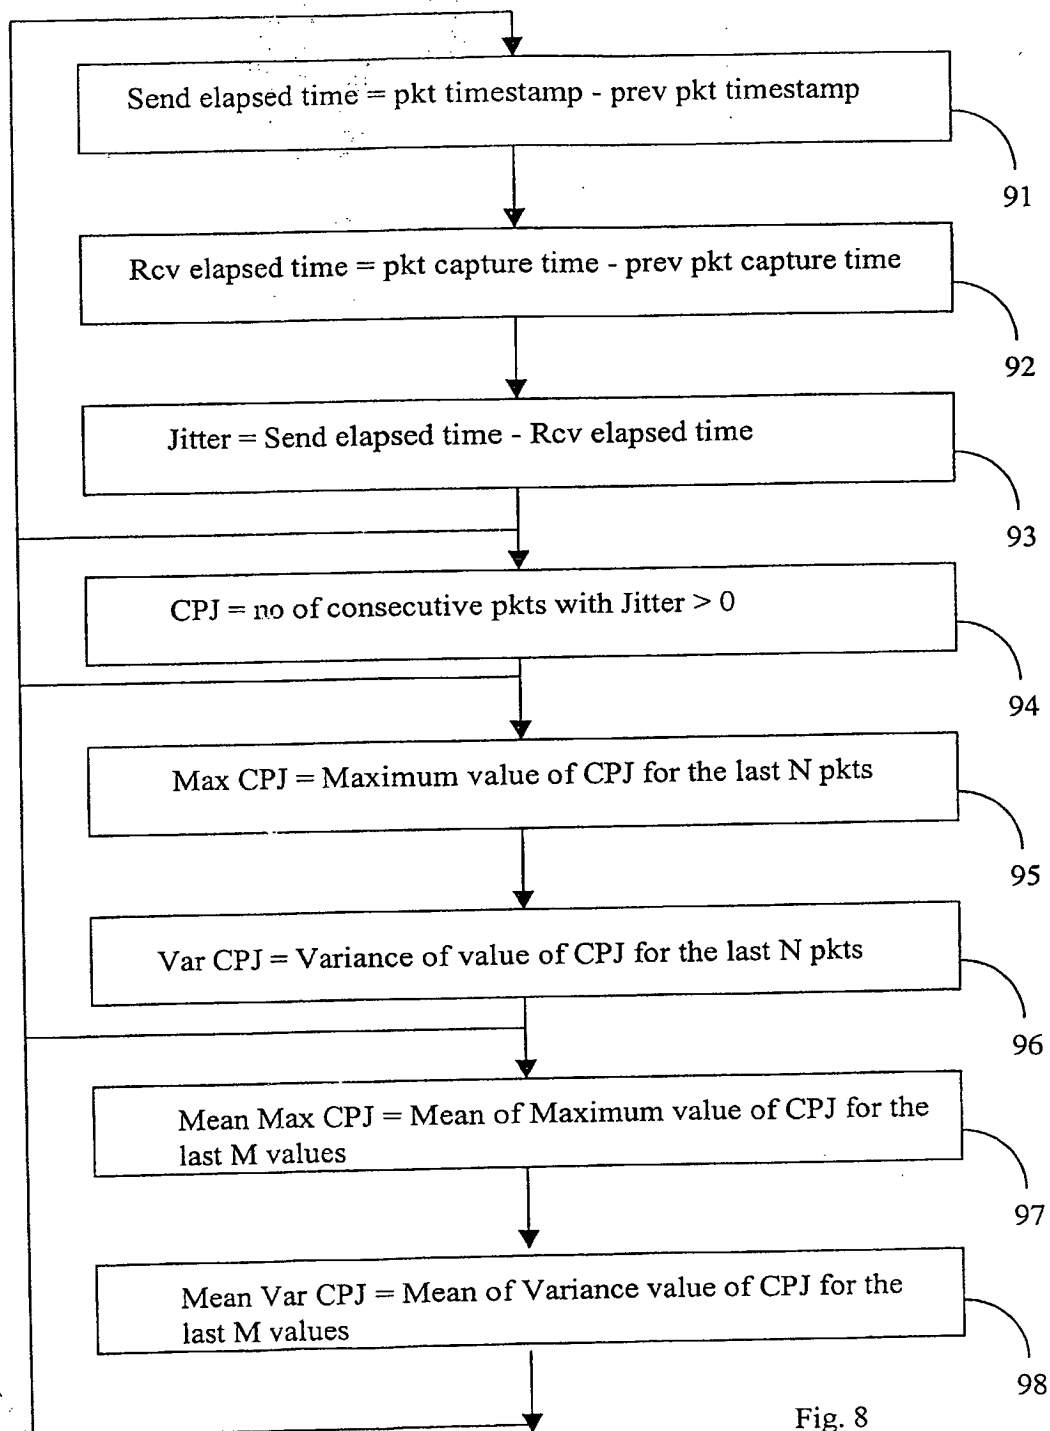 Send elapsed time = pkt timestamp - prev pkt timestamp
91
Rcv elapsed time = pkt capture time - prev pkt capture time
92
Jitter = Send elapsed time - Rcv elapsed time
93
CPJ = no of consecutive pkts with Jitter > 0
94
Max CPJ = Maximum value of CPJ for the last N pkts
95
Var CPJ = Variance of value of CPJ for the last N pkts
96
Mean Max CPJ = Mean of Maximum value of CPJ for the
last M values
97
Mean Var CPJ = Mean of Variance value of CPJ for the
last M values
98
Fig. 8